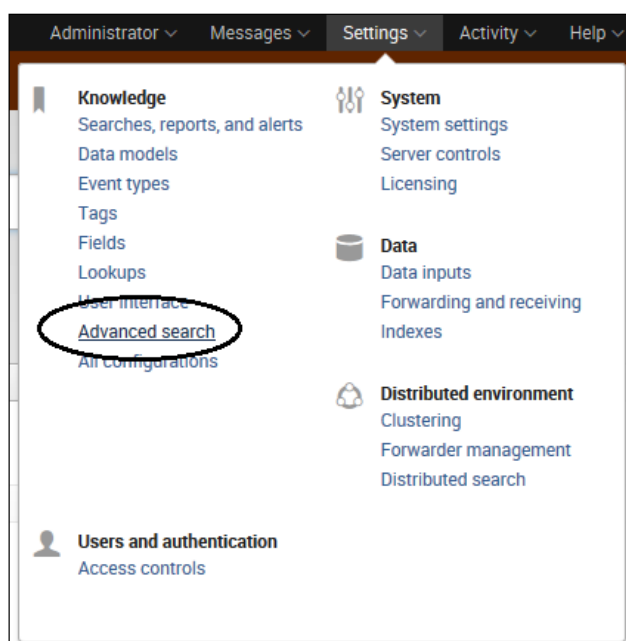 Administrator Messages Settings Activity Help
Knowledge
Searches, reports, and alerts
Data models
Event types
Tags
Fields
Lookups
User interface
Advanced search
All configurations
System
System settings
Server controls
Licensing
Data
Data inputs
Forwarding and receiving
Indexes
Distributed environment
Clustering
Forwarder management
Distributed search
Users and authentication
Access controls